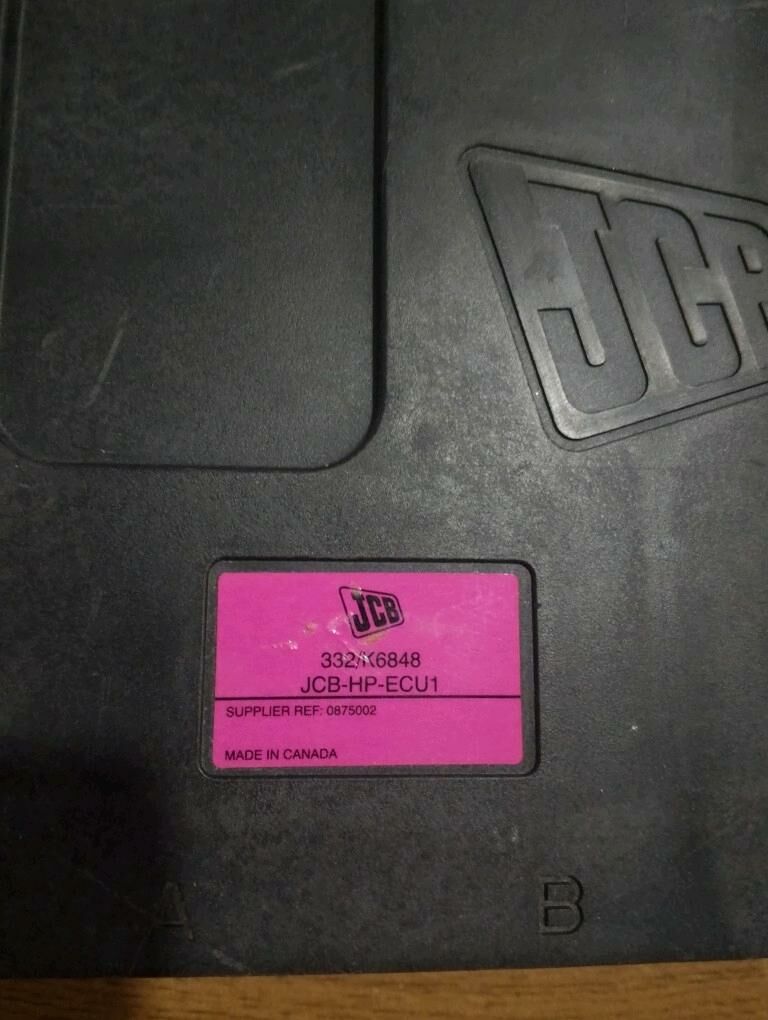 JCB
JCB
332/K6848
JCB-HP-ECU1
SUPPLIER REF: 0875002
MADE IN CANADA
A B